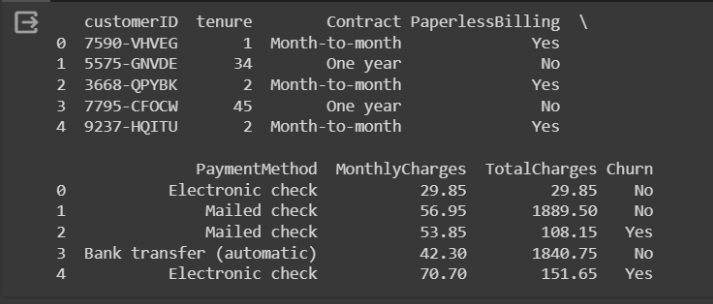 customerID tenure Contract PaperlessBilling \
0 7590-VHVEG 1 Month-to-month Yes
1 5575-GNVDE 34 One year No
2 3668-QPYBK 2 Month-to-month Yes
3 7795-CFOCW 45 One year No
4 9237-HQITU 2 Month-to-month Yes
PaymentMethod MonthlyCharges TotalCharges Churn
0 Electronic check 29.85 29.85 No
1 Mailed check 56.95 1889.50 No
2 Mailed check 53.85 108.15 Yes
3 Bank transfer (automatic) 42.30 1840.75 No
4 Electronic check 70.70 151.65 Yes